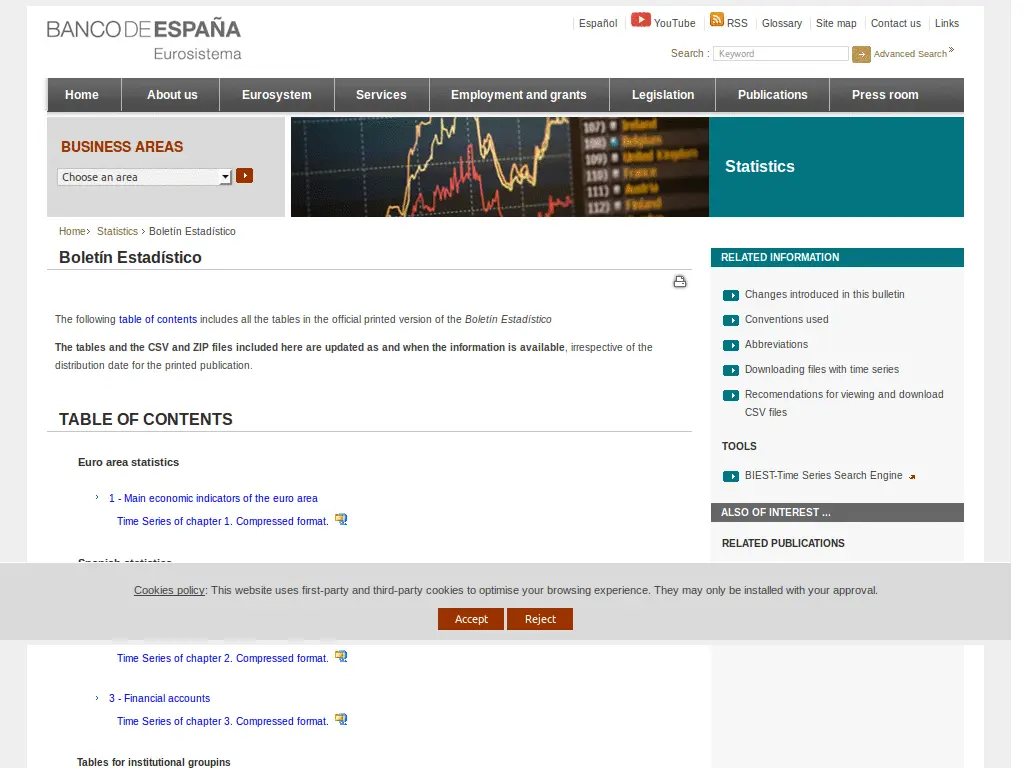 BANCO DE ESPAÑA
Eurosistema
Español
YouTube
RSS
Glossary
Site map
Contact us
Links
Search :
Keyword
Advanced Search
Home
About us
Eurosystem
Services
Employment and grants
Legislation
Publications
Press room
BUSINESS AREAS
Choose an area
107) Ireland
108) Belgium
109) United Kingdom
110) France
111) Austria
112) Finland
Statistics
Home
Statistics
Boletín Estadístico
Boletín Estadístico
The following table of contents includes all the tables in the official printed version of the Boletín Estadístico
The tables and the CSV and ZIP files included here are updated as and when the information is available, irrespective of the
distribution date for the printed publication.
TABLE OF CONTENTS
Euro area statistics
1 - Main economic indicators of the euro area
Time Series of chapter 1. Compressed format.
Spanish statistics
RELATED INFORMATION
Changes introduced in this bulletin
Conventions used
Abbreviations
Downloading files with time series
Recomendations for viewing and download
CSV files
TOOLS
BIEST-Time Series Search Engine
ALSO OF INTEREST ...
RELATED PUBLICATIONS
Cookies policy: This website uses first-party and third-party cookies to optimise your browsing experience. They may only be installed with your approval.
Accept
Reject
Time Series of chapter 2. Compressed format.
3 - Financial accounts
Time Series of chapter 3. Compressed format.
Tables for institutional groupins